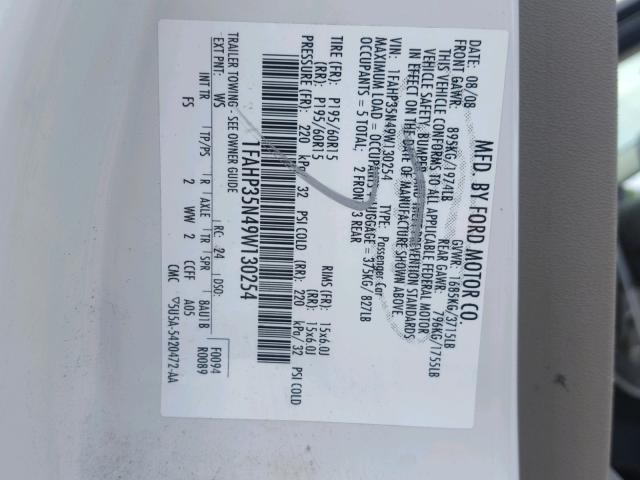 MFD. BY FORD MOTOR CO.
DATE: 08/08 GVWR: 1685KG/3715LB
FRONT GAWR: 895KG/1974LB REAR GAWR: 796KG/1755LB
THIS VEHICLE CONFORMS TO ALL APPLICABLE FEDERAL MOTOR
VEHICLE SAFETY, BUMPER, AND THEFT PREVENTION STANDARDS
IN EFFECT ON THE DATE OF MANUFACTURE SHOWN ABOVE.
VIN: 1FAHP35N49W130254 TYPE: Passenger Car
MAXIMUM LOAD = OCCUPANTS + LUGGAGE = 375KG/ 827LB
OCCUPANTS = 5 TOTAL: 2 FRONT 3 REAR
TIRE (FR): P195/60R15 RIMS (FR): 15x6.0J
(RR): P195/60R15 (RR): 15x6.0J
PRESSURE (FR): 220 kPa/ 32 PSI COLD (RR): 220 kPa/ 32 PSI COLD
1FAHP35N49W130254
TRAILER TOWING - SEE OWNER GUIDE F0094
EXT PNT: WS RC: 24 DSO: R0089
INT TR TP/PS R AXLE TR SPR BAU1B
FS 2 WW 2 CCFF A05
CMC 5U5A-5420472-AA